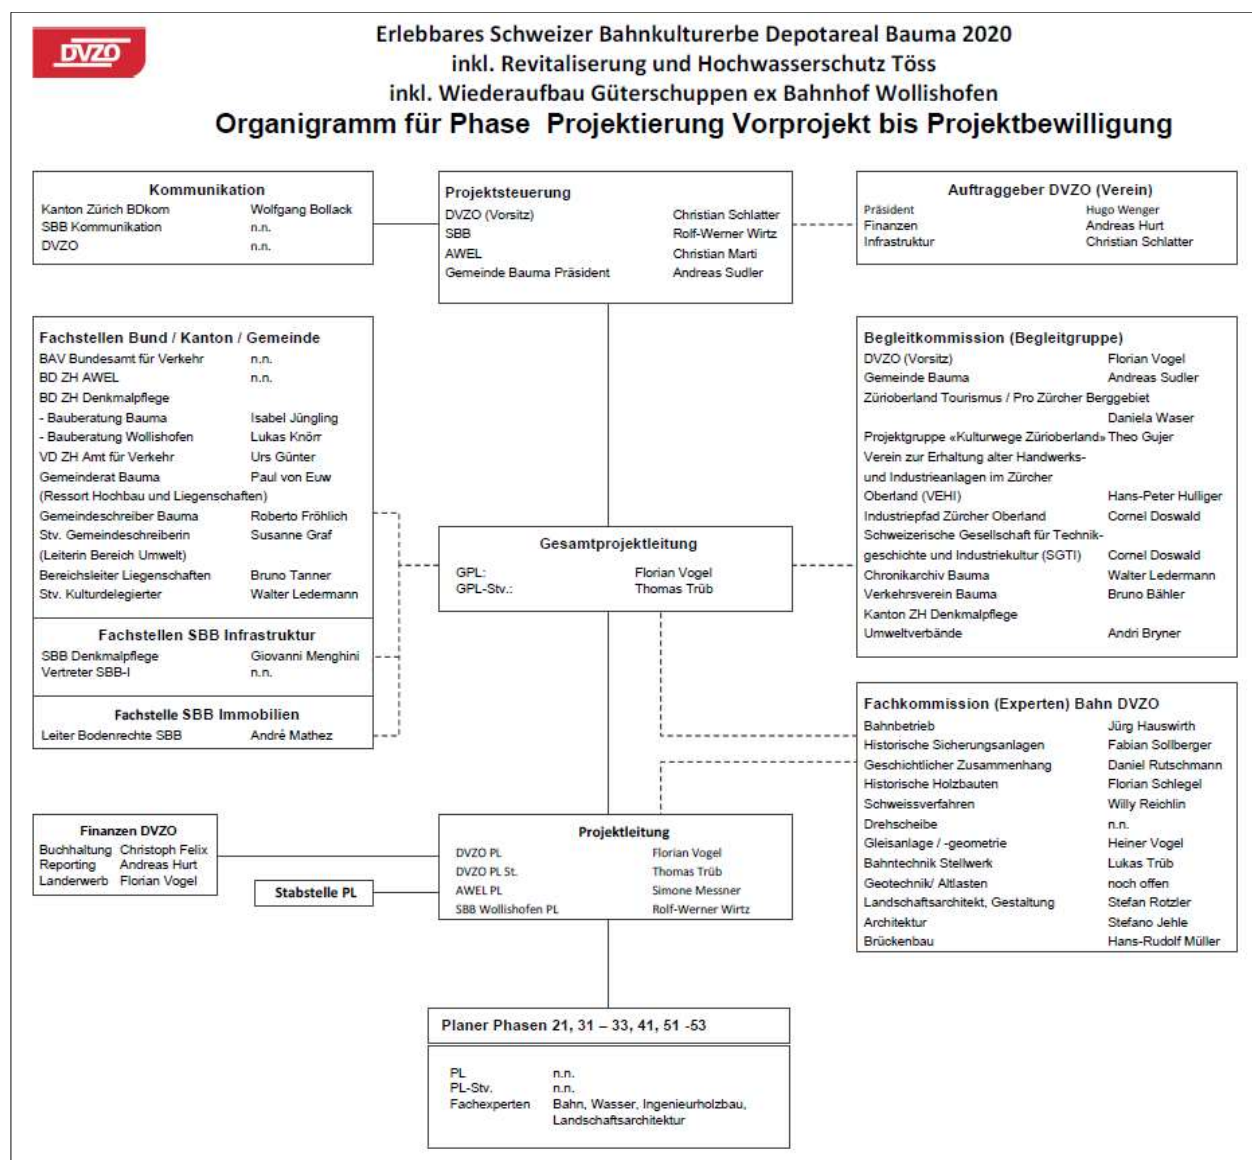 DVZO
Erlebbares Schweizer Bahnkulturerbe Depotareal Bauma 2020
inkl. Revitaliserung und Hochwasserschutz Töss
inkl. Wiederaufbau Güterschuppen ex Bahnhof Wollishofen
Organigramm für Phase Projektierung Vorprojekt bis Projektbewilligung
Kommunikation
Kanton Zürich BDkom Wolfgang Bollack
SBB Kommunikation n.n.
DVZO n.n.
Projektsteuerung
DVZO (Vorsitz) Christian Schlatter
SBB Rolf-Werner Wirtz
AWEL Christian Marti
Gemeinde Bauma Präsident Andreas Sudler
Auftraggeber DVZO (Verein)
Präsident Hugo Wenger
Finanzen Andreas Hurt
Infrastruktur Christian Schlatter
Fachstellen Bund / Kanton / Gemeinde
BAV Bundesamt für Verkehr n.n.
BD ZH AWEL n.n.
BD ZH Denkmalpflege
- Bauberatung Bauma Isabel Jüngling
- Bauberatung Wollishofen Lukas Knörr
VD ZH Amt für Verkehr Urs Günter
Gemeinderat Bauma Paul von Euw
(Ressort Hochbau und Liegenschaften)
Gemeindeschreiber Bauma Roberto Fröhlich
Stv. Gemeindeschreiberin Susanne Graf
(Leiterin Bereich Umwelt)
Bereichsleiter Liegenschaften Bruno Tanner
Stv. Kulturdelegierter Walter Ledermann
Fachstellen SBB Infrastruktur
SBB Denkmalpflege Giovanni Menghini
Vertreter SBB-I n.n.
Fachstelle SBB Immobilien
Leiter Bodenrechte SBB André Mathez
Gesamtprojektleitung
GPL: Florian Vogel
GPL-Stv.: Thomas Trüb
Begleitkommission (Begleitgruppe)
DVZO (Vorsitz) Florian Vogel
Gemeinde Bauma Andreas Sudler
Zürioberland Tourismus / Pro Zürcher Berggebiet
Daniela Waser
Projektgruppe «Kulturwege Zürioberland» Theo Gujer
Verein zur Erhaltung alter Handwerks-
und Industrieanlagen im Zürcher
Oberland (VEHI) Hans-Peter Hulliger
Industriepfad Zürcher Oberland Cornel Doswald
Schweizerische Gesellschaft für Technik-
geschichte und Industriekultur (SGTI) Cornel Doswald
Chronikarchiv Bauma Walter Ledermann
Verkehrsverein Bauma Bruno Bähler
Kanton ZH Denkmalpflege
Umweltverbände Andri Bryner
Fachkommission (Experten) Bahn DVZO
Bahnbetrieb Jürg Hauswirth
Historische Sicherungsanlagen Fabian Sollberger
Geschichtlicher Zusammenhang Daniel Rutschmann
Historische Holzbauten Florian Schlegel
Schweissverfahren Willy Reichlin
Drehscheibe n.n.
Gleisanlage / -geometrie Heiner Vogel
Bahntechnik Stellwerk Lukas Trüb
Geotechnik/ Altlasten noch offen
Landschaftsarchitekt, Gestaltung Stefan Rotzler
Architektur Stefano Jehle
Brückenbau Hans-Rudolf Müller
Finanzen DVZO
Buchhaltung Christoph Felix
Reporting Andreas Hurt
Landerwerb Florian Vogel
Stabstelle PL
Projektleitung
DVZO PL Florian Vogel
DVZO PL St. Thomas Trüb
AWEL PL Simone Messner
SBB Wollishofen PL Rolf-Werner Wirtz
Planer Phasen 21, 31 – 33, 41, 51 -53
PL n.n.
PL-Stv. n.n.
Fachexperten Bahn, Wasser, Ingenieurholzbau,
Landschaftsarchitektur